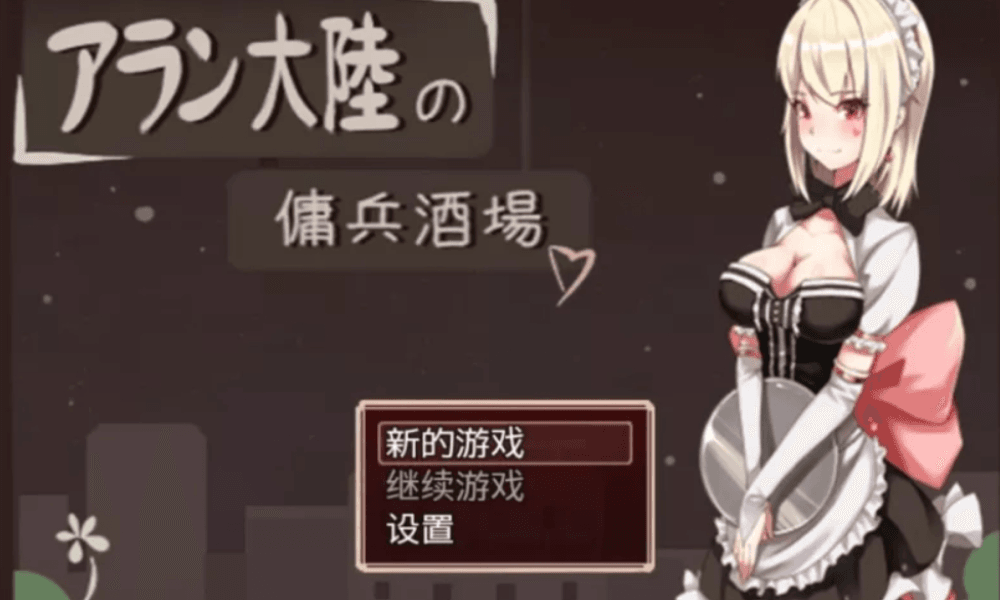 アラン大陸の
傭兵酒場
新的游戏
继续游戏
设置